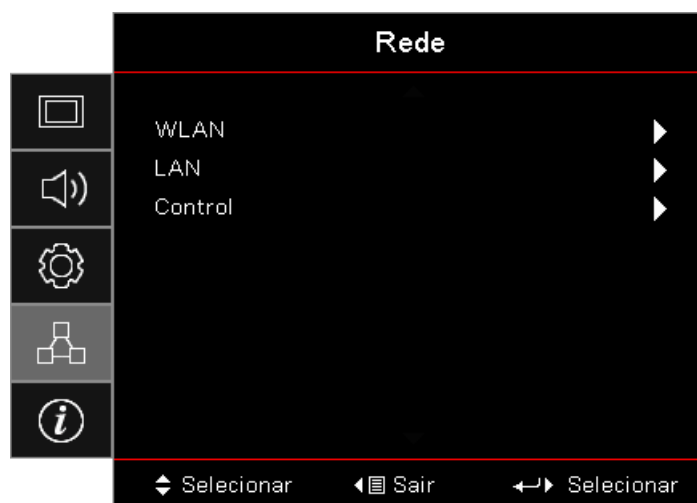 Rede
WLAN
LAN
Control
Selecionar Sair Selecionar